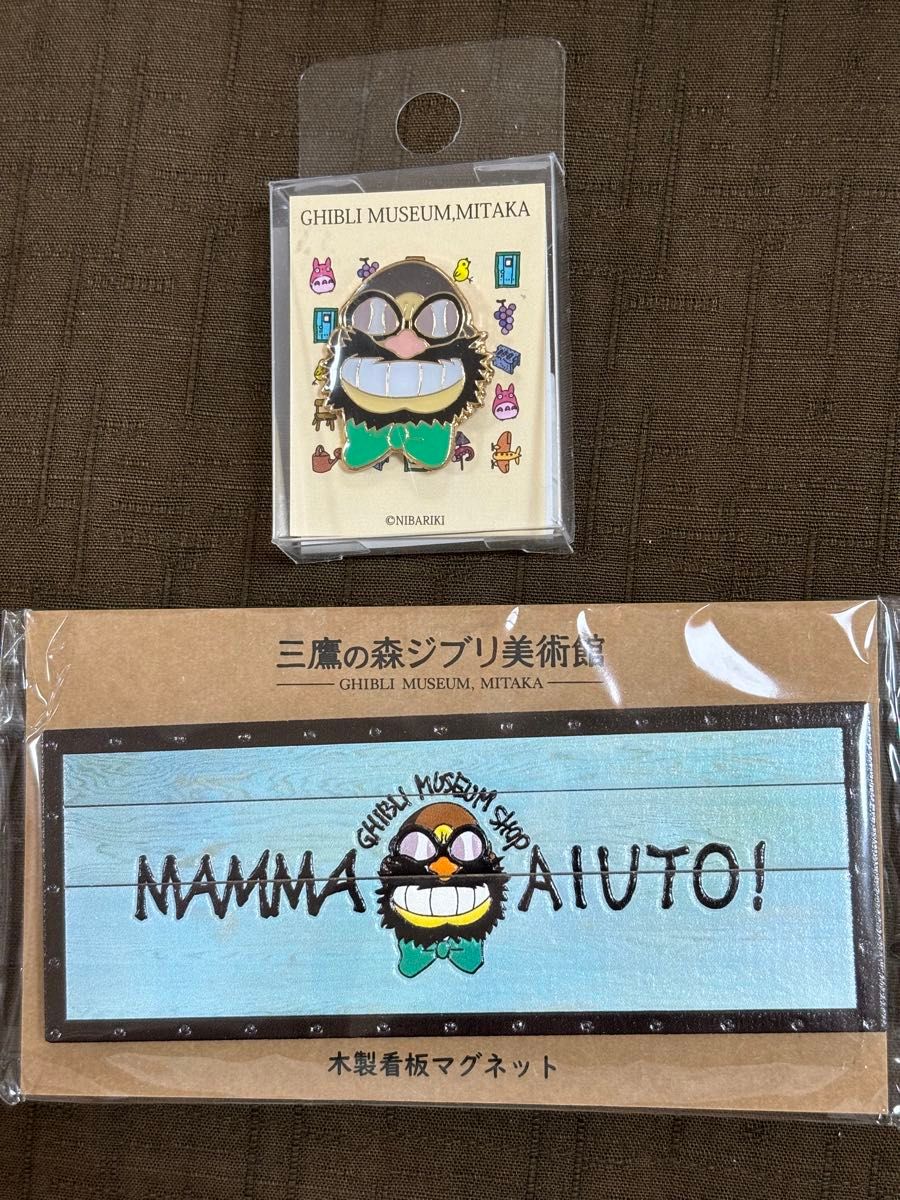 GHIBLI MUSEUM,MITAKA
©NIBARIKI
三鷹の森ジブリ美術館
GHIBLI MUSEUM, MITAKA
GHIBLI MUSEUM SHOP
MAMMA AIUTO!
木製看板マグネット